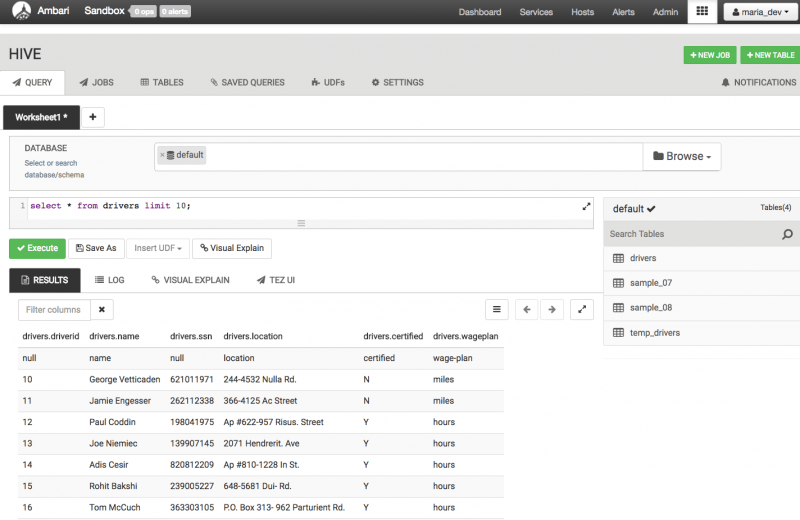 Ambari Sandbox 0 ops 0 alerts Dashboard Services Hosts Alerts Admin maria_dev
HIVE
+ NEW JOB + NEW TABLE
QUERY JOBS TABLES SAVED QUERIES UDFs SETTINGS NOTIFICATIONS
Worksheet1 * +
DATABASE
Select or search
database/schema
× default
Browse
1 select * from drivers limit 10;
default Tables(4)
Search Tables
drivers
sample_07
sample_08
temp_drivers
Execute Save As Insert UDF Visual Explain
RESULTS LOG VISUAL EXPLAIN TEZ UI
Filter columns
drivers.driverid drivers.name drivers.ssn drivers.location drivers.certified drivers.wageplan
null name null location certified wage-plan
10 George Vetticaden 621011971 244-4532 Nulla Rd. N miles
11 Jamie Engesser 262112338 366-4125 Ac Street N miles
12 Paul Coddin 198041975 Ap #622-957 Risus. Street Y hours
13 Joe Niemiec 139907145 2071 Hendrerit. Ave Y hours
14 Adis Cesir 820812209 Ap #810-1228 In St. Y hours
15 Rohit Bakshi 239005227 648-5681 Dui- Rd. Y hours
16 Tom McCuch 363303105 P.O. Box 313- 962 Parturient Rd. Y hours